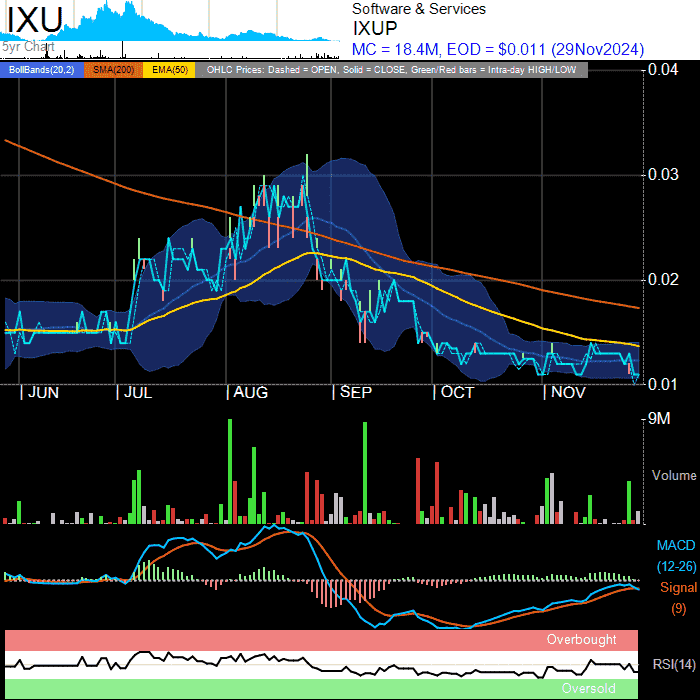 IXU
5yr Chart
Software & Services
IXUP
MC = 18.4M, EOD = $0.011 (29Nov2024)
BollBands(20,2) SMA(200) EMA(50) OHLC Prices: Dashed = OPEN, Solid = CLOSE, Green/Red bars = Intra-day HIGH/LOW
0.04
0.03
0.02
0.01
| JUN | JUL | AUG | SEP | OCT | NOV
9M
Volume
MACD
(12-26)
Signal
(9)
Overbought
RSI(14)
Oversold